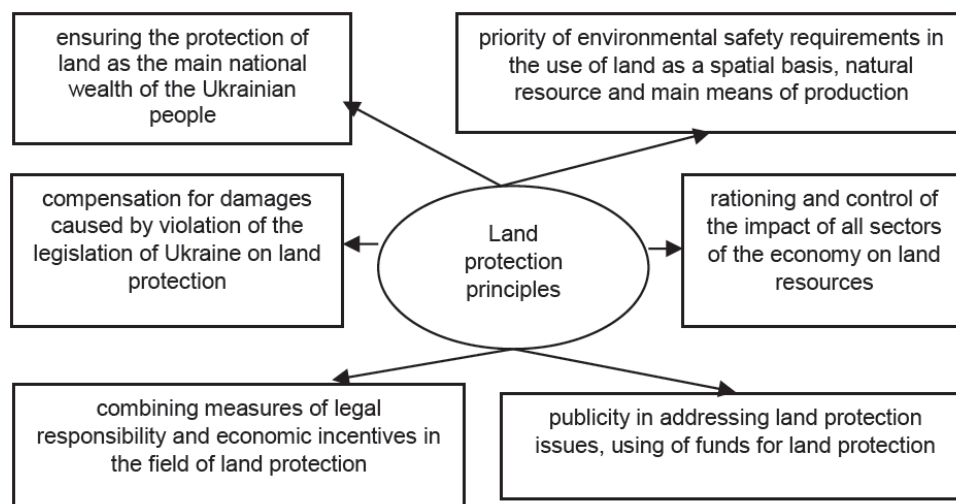 ensuring the protection of
land as the main national
wealth of the Ukrainian
people
priority of environmental safety requirements in
the use of land as a spatial basis, natural
resource and main means of production
compensation for damages
caused by violation of the
legislation of Ukraine on land
protection
Land
protection
principles
rationing and control of
the impact of all sectors
of the economy on land
resources
combining measures of legal
responsibility and economic incentives in
the field of land protection
publicity in addressing land protection
issues, using of funds for land protection